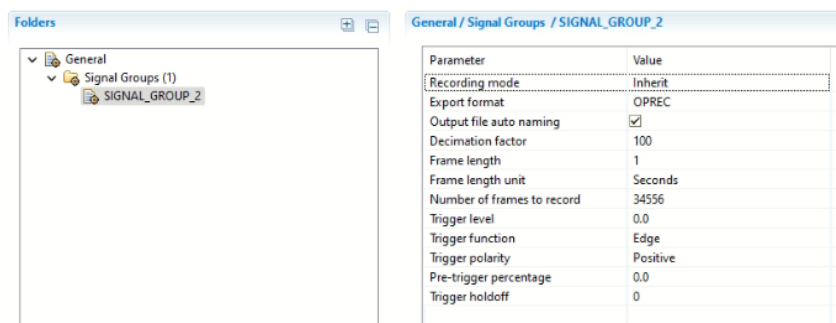 Folders
General
Signal Groups (1)
SIGNAL_GROUP_2
General / Signal Groups / SIGNAL_GROUP_2
Parameter Value
Recording mode Inherit
Export format OPREC
Output file auto naming
Decimation factor 100
Frame length 1
Frame length unit Seconds
Number of frames to record 34556
Trigger level 0.0
Trigger function Edge
Trigger polarity Positive
Pre-trigger percentage 0.0
Trigger holdoff 0